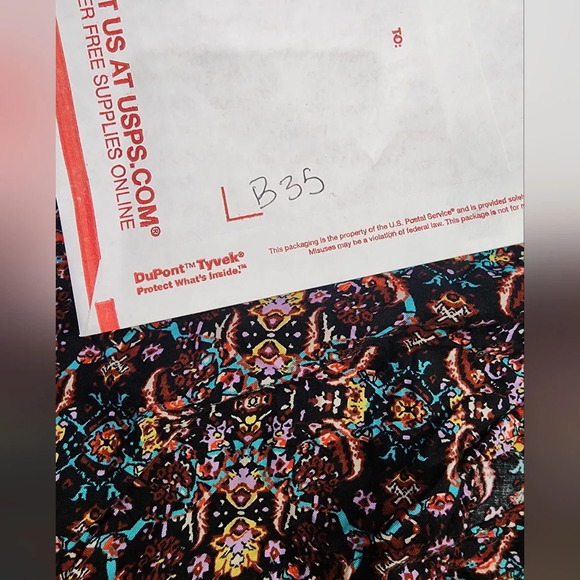 T US AT USPS.COM®
ER FREE SUPPLIES ONLINE
TO:
B35
DuPont™ Tyvek®
Protect What's Inside.™
This packaging is the property of the U.S. Postal Service® and is provided solel
Misuses may be a violation of federal law. This package is not for